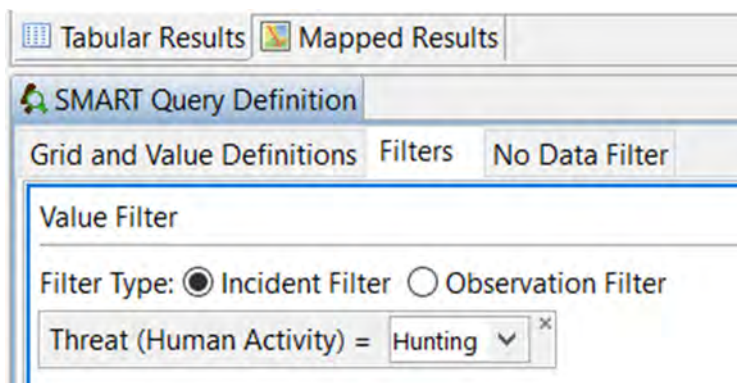 Tabular Results Mapped Results
SMART Query Definition
Grid and Value Definitions Filters No Data Filter
Value Filter
Filter Type: Incident Filter Observation Filter
Threat (Human Activity) = Hunting